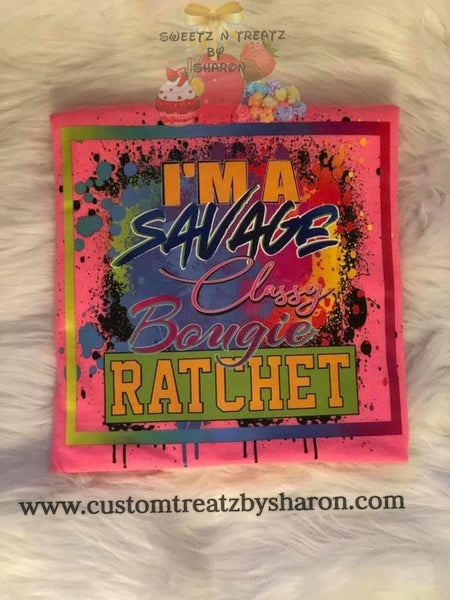 SWEETZ N TREATZ
BY
SHARON
I'M A
SAVAGE
Classy
Bougie
RATCHET
www.customtreatzbysharon.com